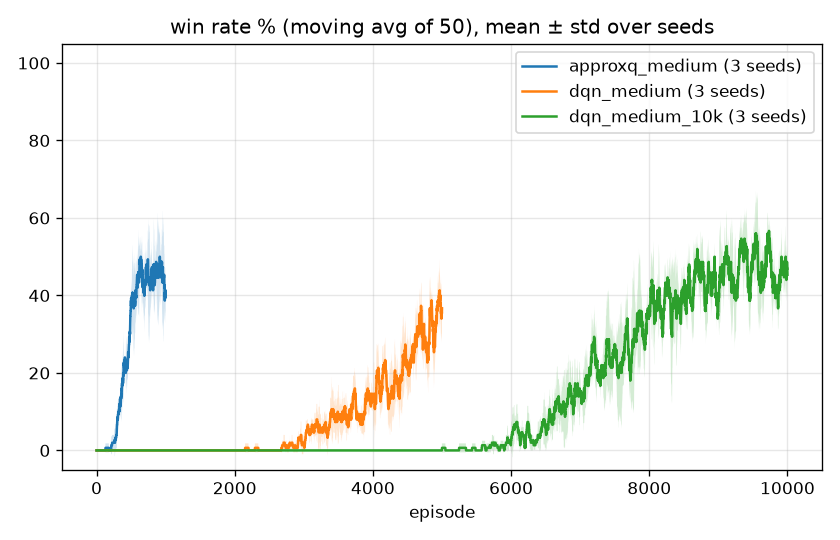 win rate % (moving avg of 50), mean ± std over seeds
100
80
60
40
20
0
approxq_medium (3 seeds)
dqn_medium (3 seeds)
dqn_medium_10k (3 seeds)
0 2000 4000 6000 8000 10000
episode